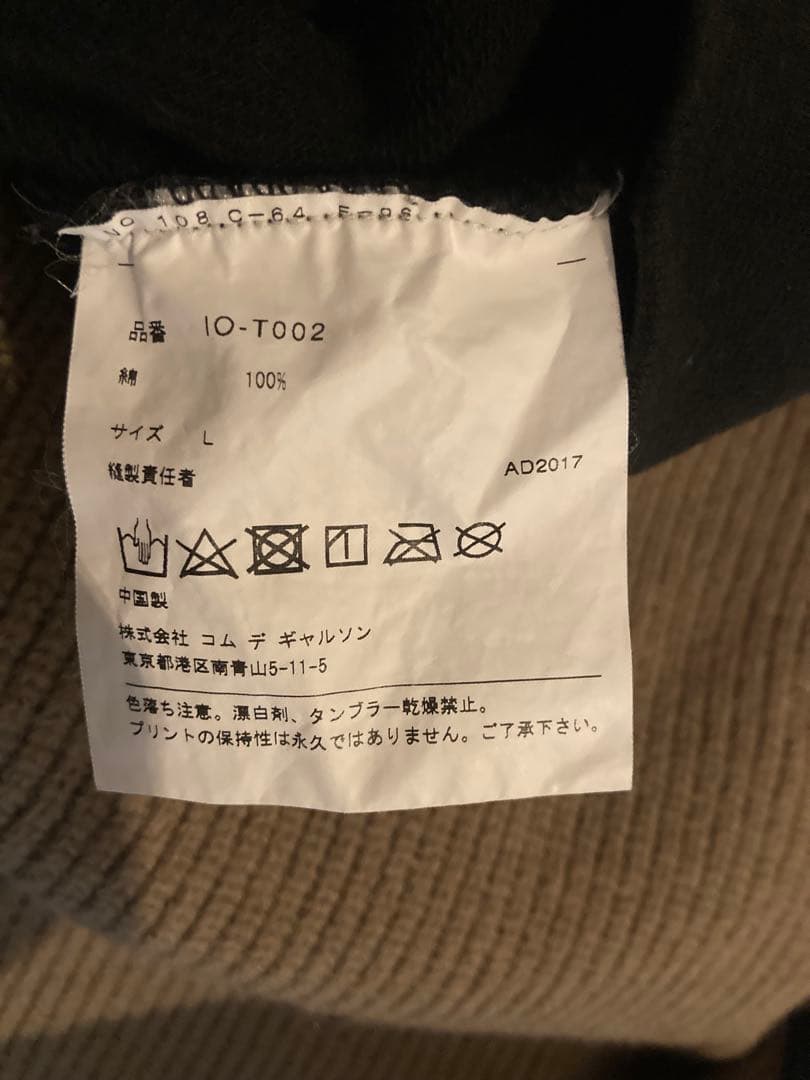 NO 108 C-64
品番 IO-T002
綿 100%
サイズ L
縫製責任者
AD2017
中国製
株式会社 コム デ ギャルソン
東京都港区南青山5-11-5
色落ち注意。漂白剤、タンブラー乾燥禁止。
プリントの保持性は永久ではありません。ご了承下さい。